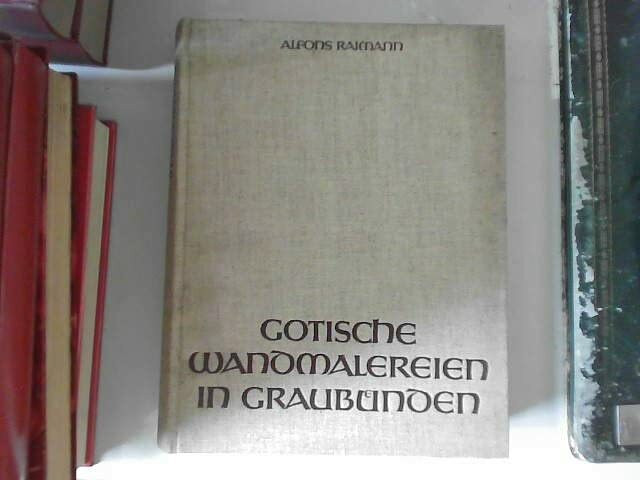 ALFONS RAIMANN
GOTISCHE
WANDMALEREIEN
IN GRAUBÜNDEN